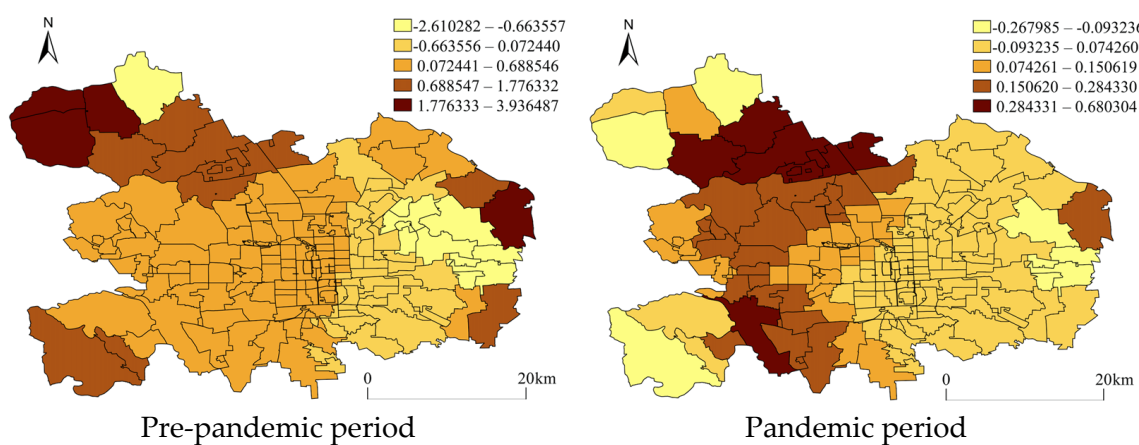 N
-2.610282 – -0.663557
-0.663556 – 0.072440
0.072441 – 0.688546
0.688547 – 1.776332
1.776333 – 3.936487
0
20km
Pre-pandemic period
N
-0.267985 – -0.093236
-0.093235 – 0.074260
0.074261 – 0.150619
0.150620 – 0.284330
0.284331 – 0.680304
0
20km
Pandemic period